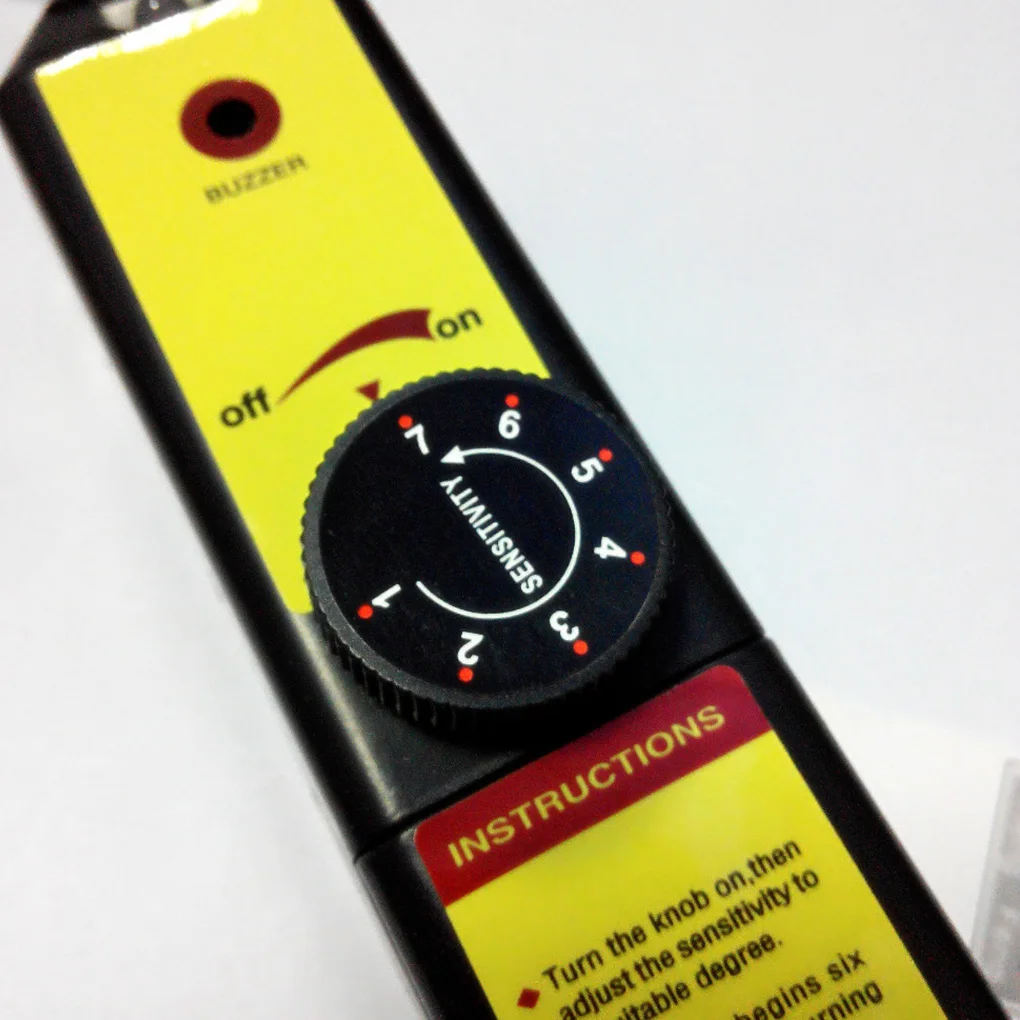 BUZZER
off
on
7
6
5
4
3
2
1
SENSITIVITY
INSTRUCTIONS
Turn the knob on,then
adjust the sensitivity to
degree.
six